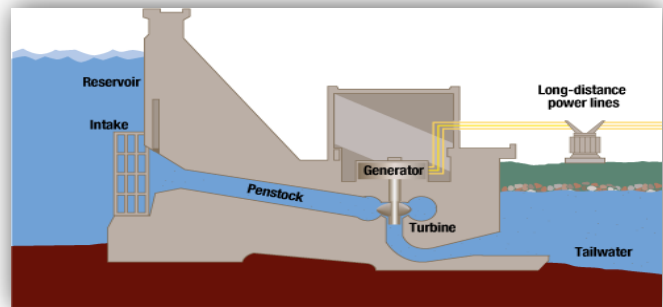 Reservoir
Intake
Penstock
Generator
Turbine
Long-distance
power lines
Tailwater